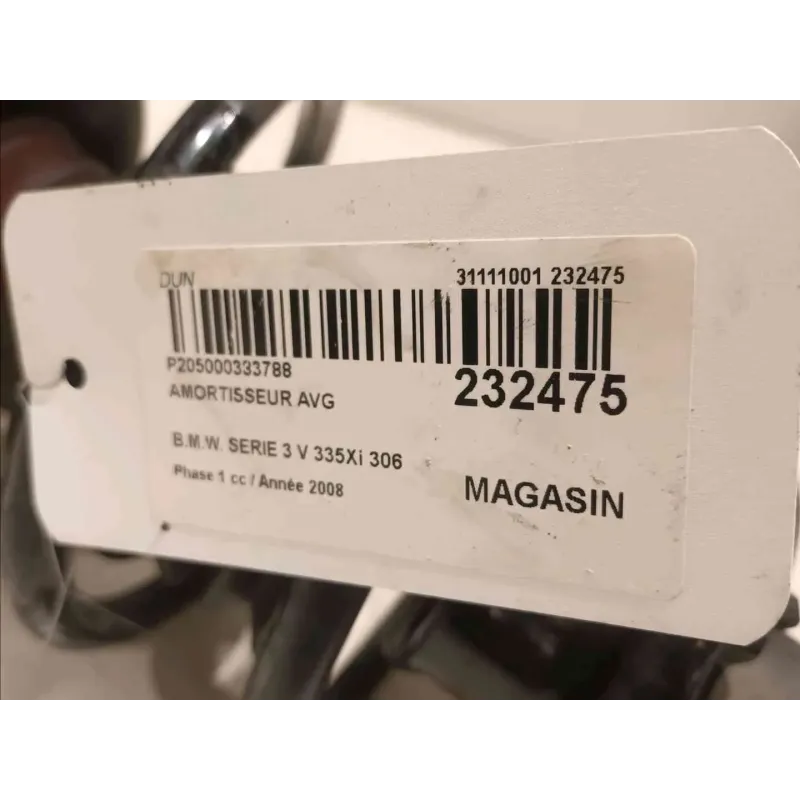 DUN 31111001 232475
P205000333788
232475
AMORTISSEUR AVG
B.M.W. SERIE 3 V 335Xi 306
Phase 1 cc / Année 2008
MAGASIN